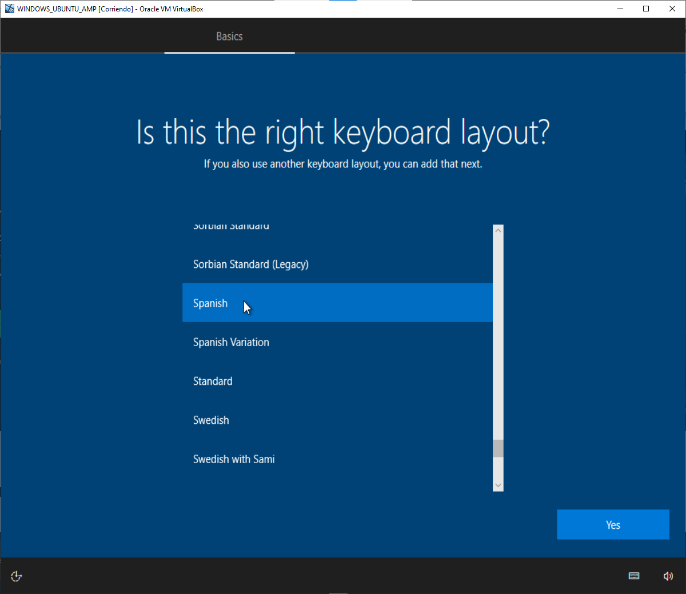 WINDOWS_UBUNTU_AMP [Corriendo] - Oracle VM VirtualBox
Basics
Is this the right keyboard layout?
If you also use another keyboard layout, you can add that next.
Sorbian Standard
Sorbian Standard (Legacy)
Spanish
Spanish Variation
Standard
Swedish
Swedish with Sami
Yes